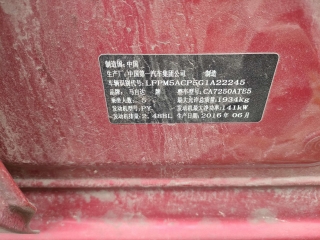 制造国:中国
生产厂:中国第一汽车集团公司 制造
车辆识别代号:LFPM5ACP5G1A22245
品牌:马自达 牌 整车型号:CA7250ATE5
乘坐人数:5 最大允许总质量:1934kg
发动机型号:PY 发动机最大净功率:141kW
发动机排量:2.488L 生产日期:2016年06月